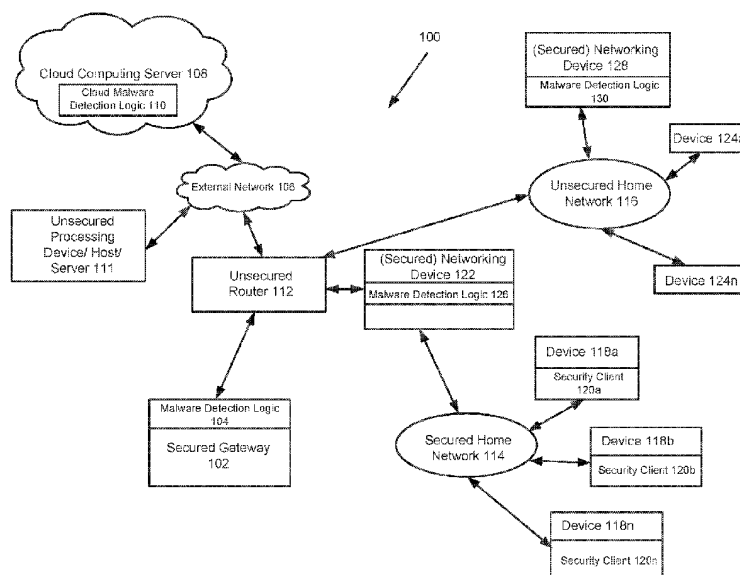 100
Cloud Computing Server 108
Cloud Malware
Detection Logic 110
(Secured) Networking
Device 128
Malware Detection Logic
130
Device 124a
External Network 106
Unsecured Home
Network 116
Unsecured
Processing
Device/ Host/
Server 111
Unsecured
Router 112
(Secured) Networking
Device 122
Malware Detection Logic 126
Device 124n
Malware Detection Logic
104
Secured Gateway
102
Device 118a
Security Client
120a
Secured Home
Network 114
Device 118b
Security Client 120b
Device 118n
Security Client 120n